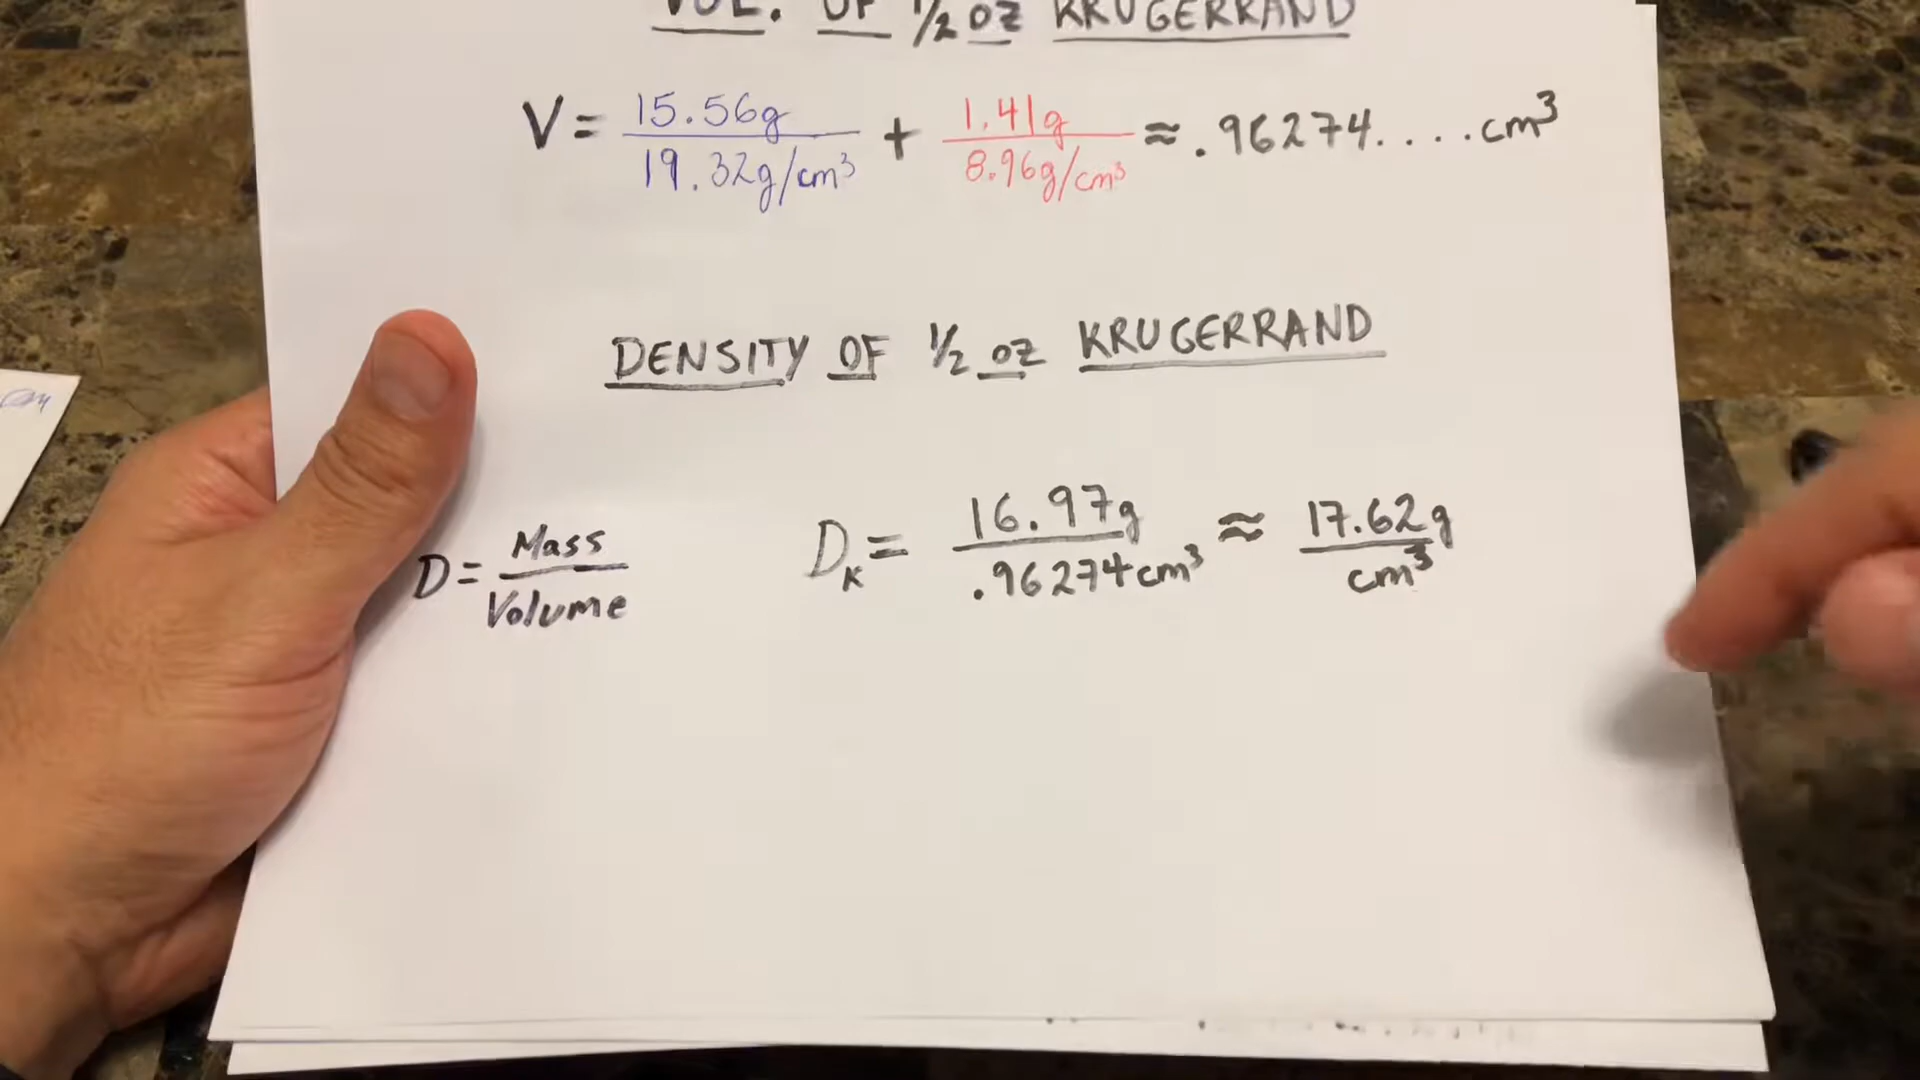 VOL. OF 1/2 oz KRUGERRAND
V = 15.56g / 19.32g/cm³ + 1.41g / 8.96g/cm³ ≈ .96274....cm³
DENSITY OF 1/2 oz KRUGERRAND
D = Mass / Volume
Dₖ = 16.97g / .96274cm³ ≈ 17.62g / cm³